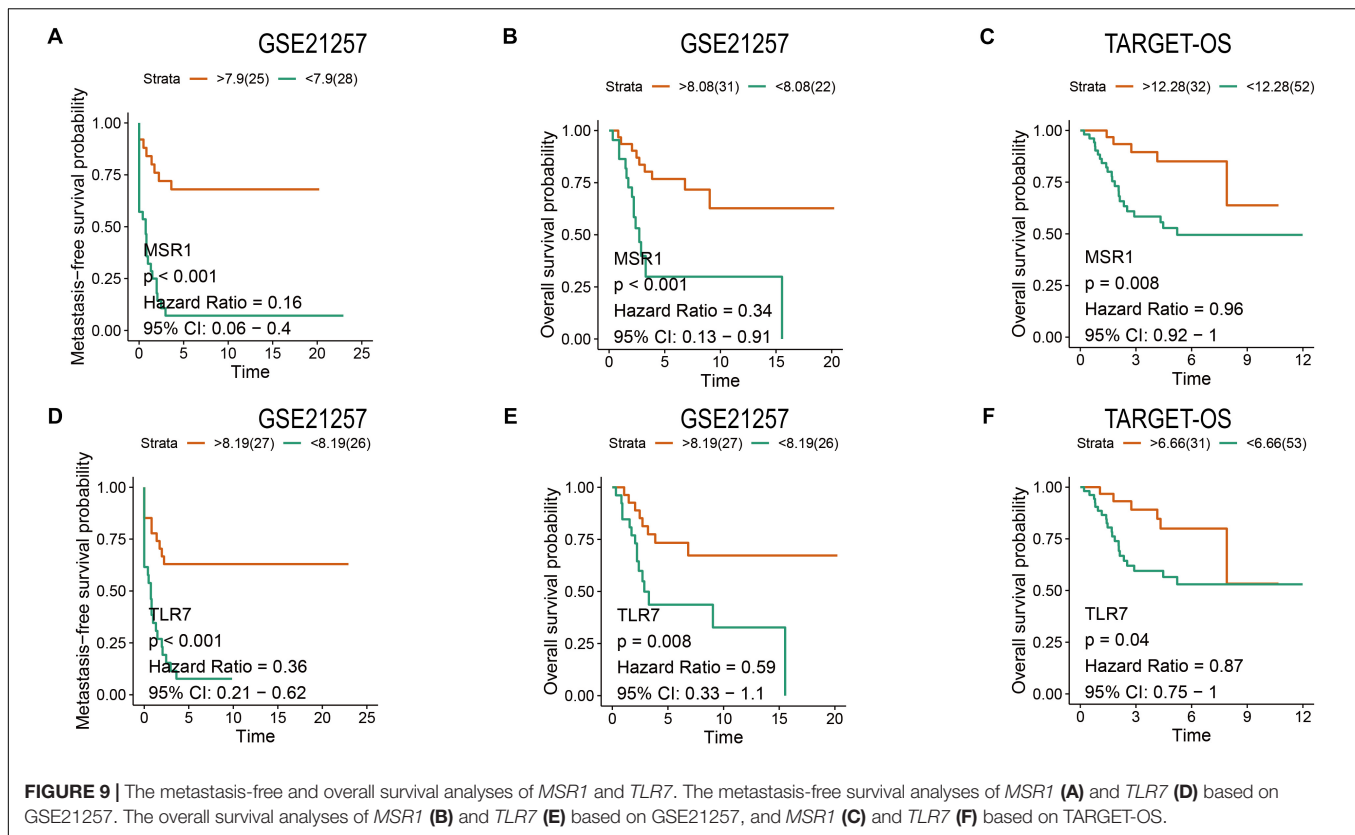 A
GSE21257
Strata >7.9(25) <7.9(28)
Metastasis−free survival probability
1.00
0.75
0.50
0.25
0.00
MSR1
p < 0.001
Hazard Ratio = 0.16
95% CI: 0.06 − 0.4
0 5 10 15 20 25
Time
B
GSE21257
Strata >8.08(31) <8.08(22)
Overall survival probability
1.00
0.75
0.50
0.25
0.00
MSR1
p < 0.001
Hazard Ratio = 0.34
95% CI: 0.13 − 0.91
0 5 10 15 20
Time
C
TARGET-OS
Strata >12.28(32) <12.28(52)
Overall survival probability
1.00
0.75
0.50
0.25
0.00
MSR1
p = 0.008
Hazard Ratio = 0.96
95% CI: 0.92 − 1
0 3 6 9 12
Time
D
GSE21257
Strata >8.19(27) <8.19(26)
Metastasis−free survival probability
1.00
0.75
0.50
0.25
0.00
TLR7
p < 0.001
Hazard Ratio = 0.36
95% CI: 0.21 − 0.62
0 5 10 15 20 25
Time
E
GSE21257
Strata >8.19(27) <8.19(26)
Overall survival probability
1.00
0.75
0.50
0.25
0.00
TLR7
p = 0.008
Hazard Ratio = 0.59
95% CI: 0.33 − 1.1
0 5 10 15 20
Time
F
TARGET-OS
Strata >6.66(31) <6.66(53)
Overall survival probability
1.00
0.75
0.50
0.25
0.00
TLR7
p = 0.04
Hazard Ratio = 0.87
95% CI: 0.75 − 1
0 3 6 9 12
Time
FIGURE 9 | The metastasis-free and overall survival analyses of MSR1 and TLR7. The metastasis-free survival analyses of MSR1 (A) and TLR7 (D) based on
GSE21257. The overall survival analyses of MSR1 (B) and TLR7 (E) based on GSE21257, and MSR1 (C) and TLR7 (F) based on TARGET-OS.